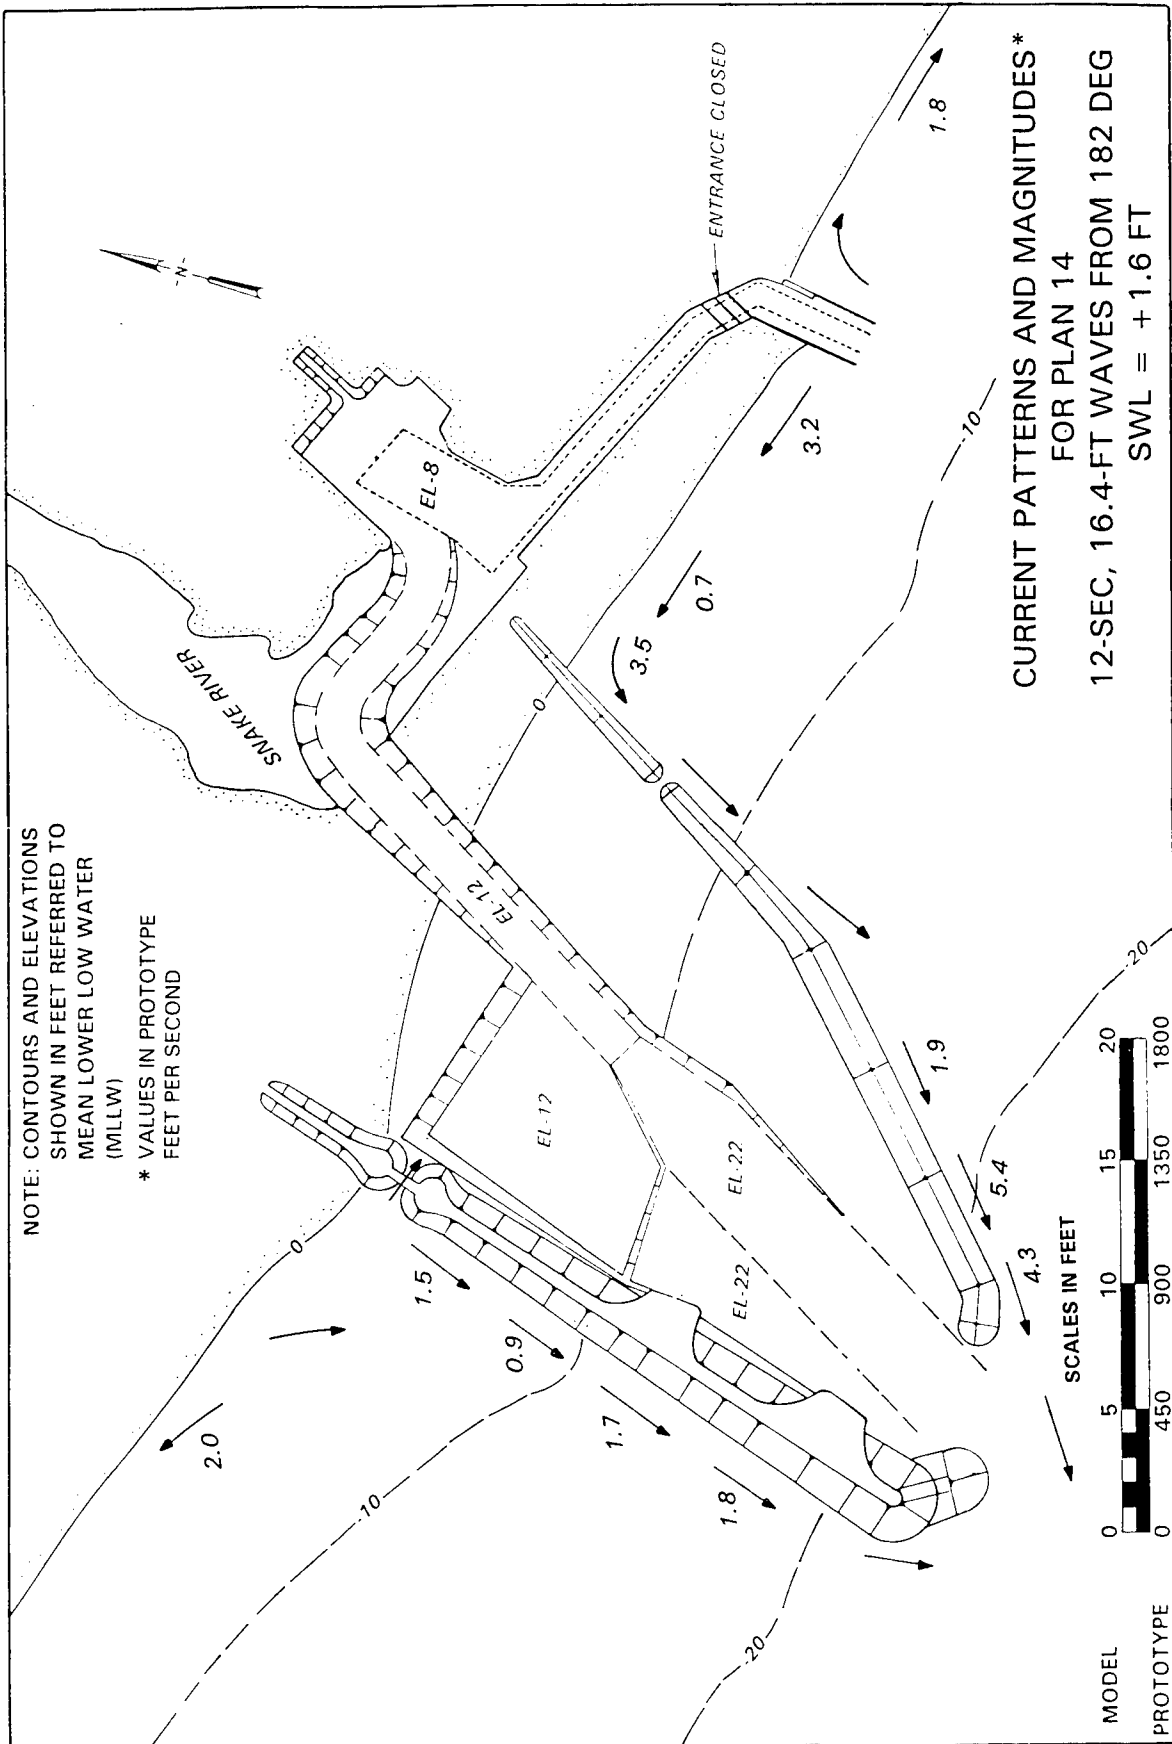 NOTE: CONTOURS AND ELEVATIONS
SHOWN IN FEET REFERRED TO
MEAN LOWER LOW WATER
(MLLW)
* VALUES IN PROTOTYPE
FEET PER SECOND
SNAKE RIVER
-N-
ENTRANCE CLOSED
EL-8
EL-12
EL-12
EL-22
EL-22
0
0
-10
-10
-20
-20
2.0
1.5
0.9
1.7
1.8
4.3
5.4
1.9
3.5
0.7
3.2
1.8
SCALES IN FEET
MODEL 0 5 10 15 20
PROTOTYPE 0 450 900 1350 1800
CURRENT PATTERNS AND MAGNITUDES*
FOR PLAN 14
12-SEC, 16.4-FT WAVES FROM 182 DEG
SWL = +1.6 FT